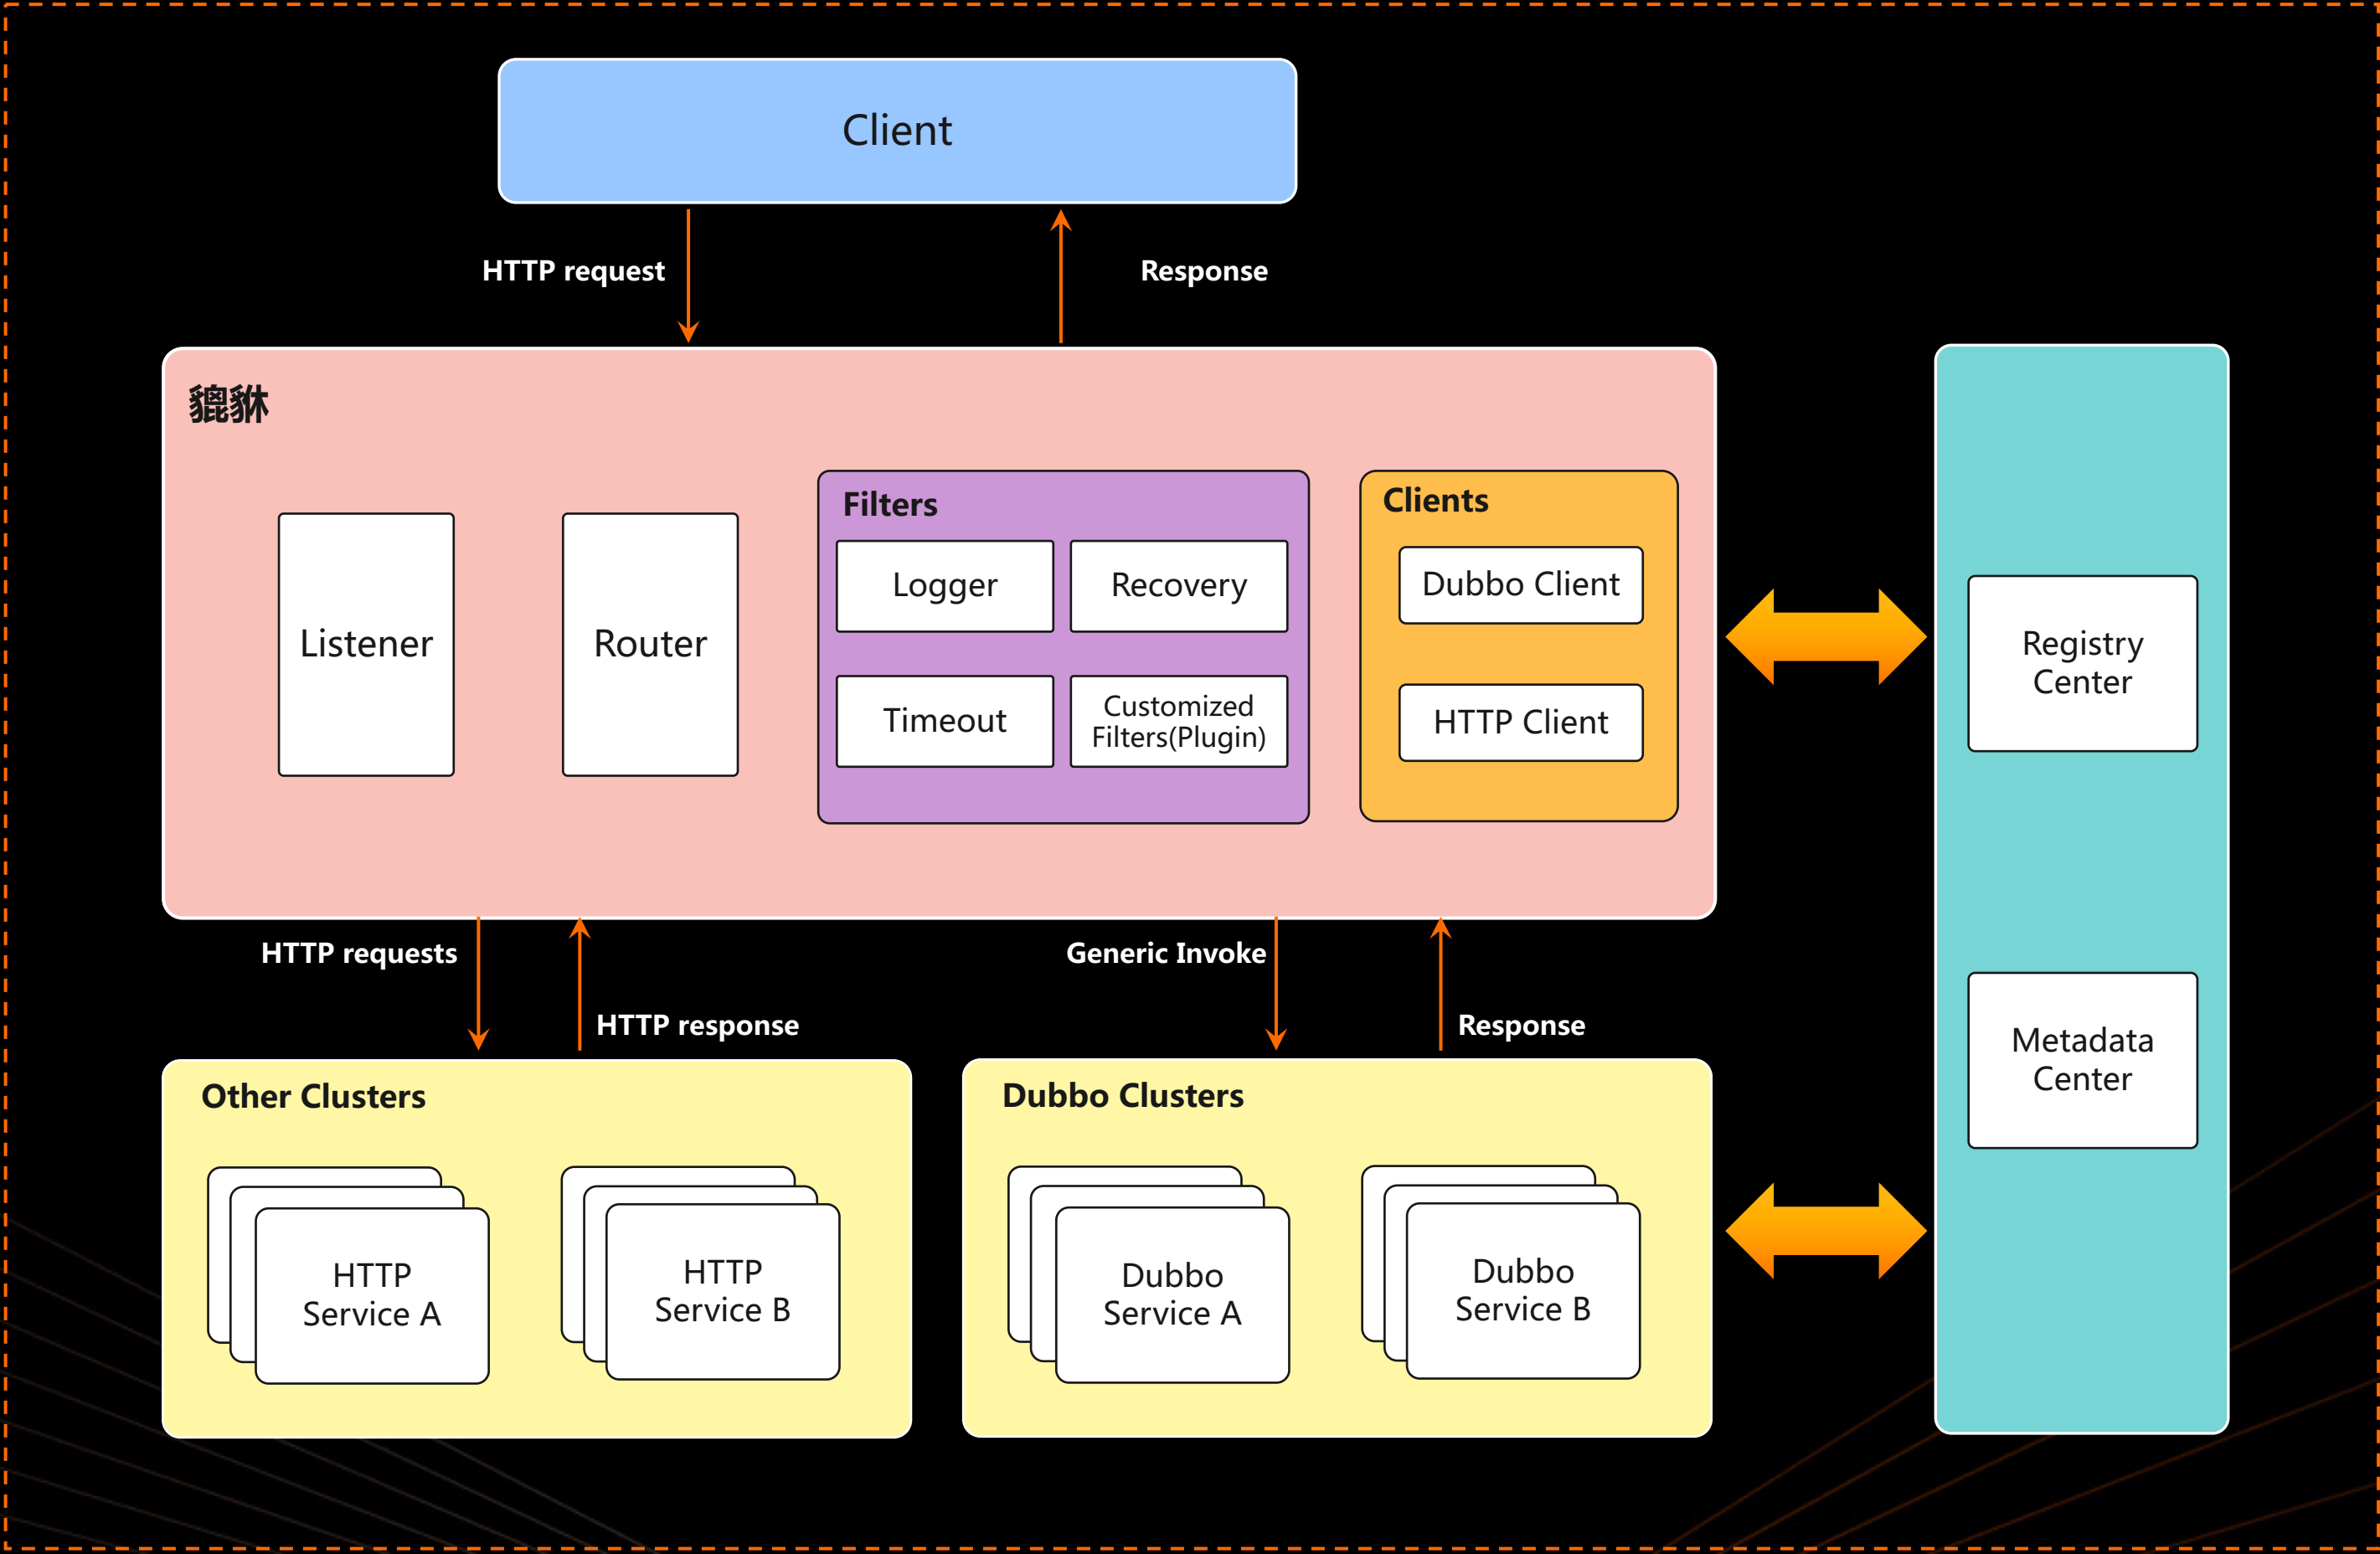 Client
HTTP request
Response
貔貅
Listener
Router
Filters
Logger
Recovery
Timeout
Customized
Filters(Plugin)
Clients
Dubbo Client
HTTP Client
Registry
Center
Metadata
Center
HTTP requests
HTTP response
Generic Invoke
Response
Other Clusters
HTTP
Service A
HTTP
Service B
Dubbo Clusters
Dubbo
Service A
Dubbo
Service B